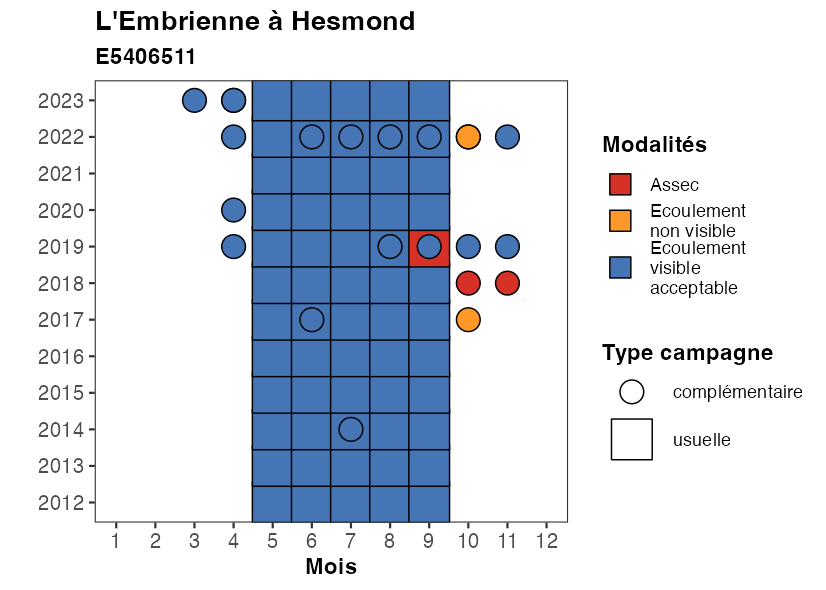 L'Embrienne à Hesmond
E5406511
2023
2022
2021
2020
2019
2018
2017
2016
2015
2014
2013
2012
1 2 3 4 5 6 7 8 9 10 11 12
Mois
Modalités
Assec
Ecoulement
non visible
Ecoulement
visible
acceptable
Type campagne
complémentaire
usuelle